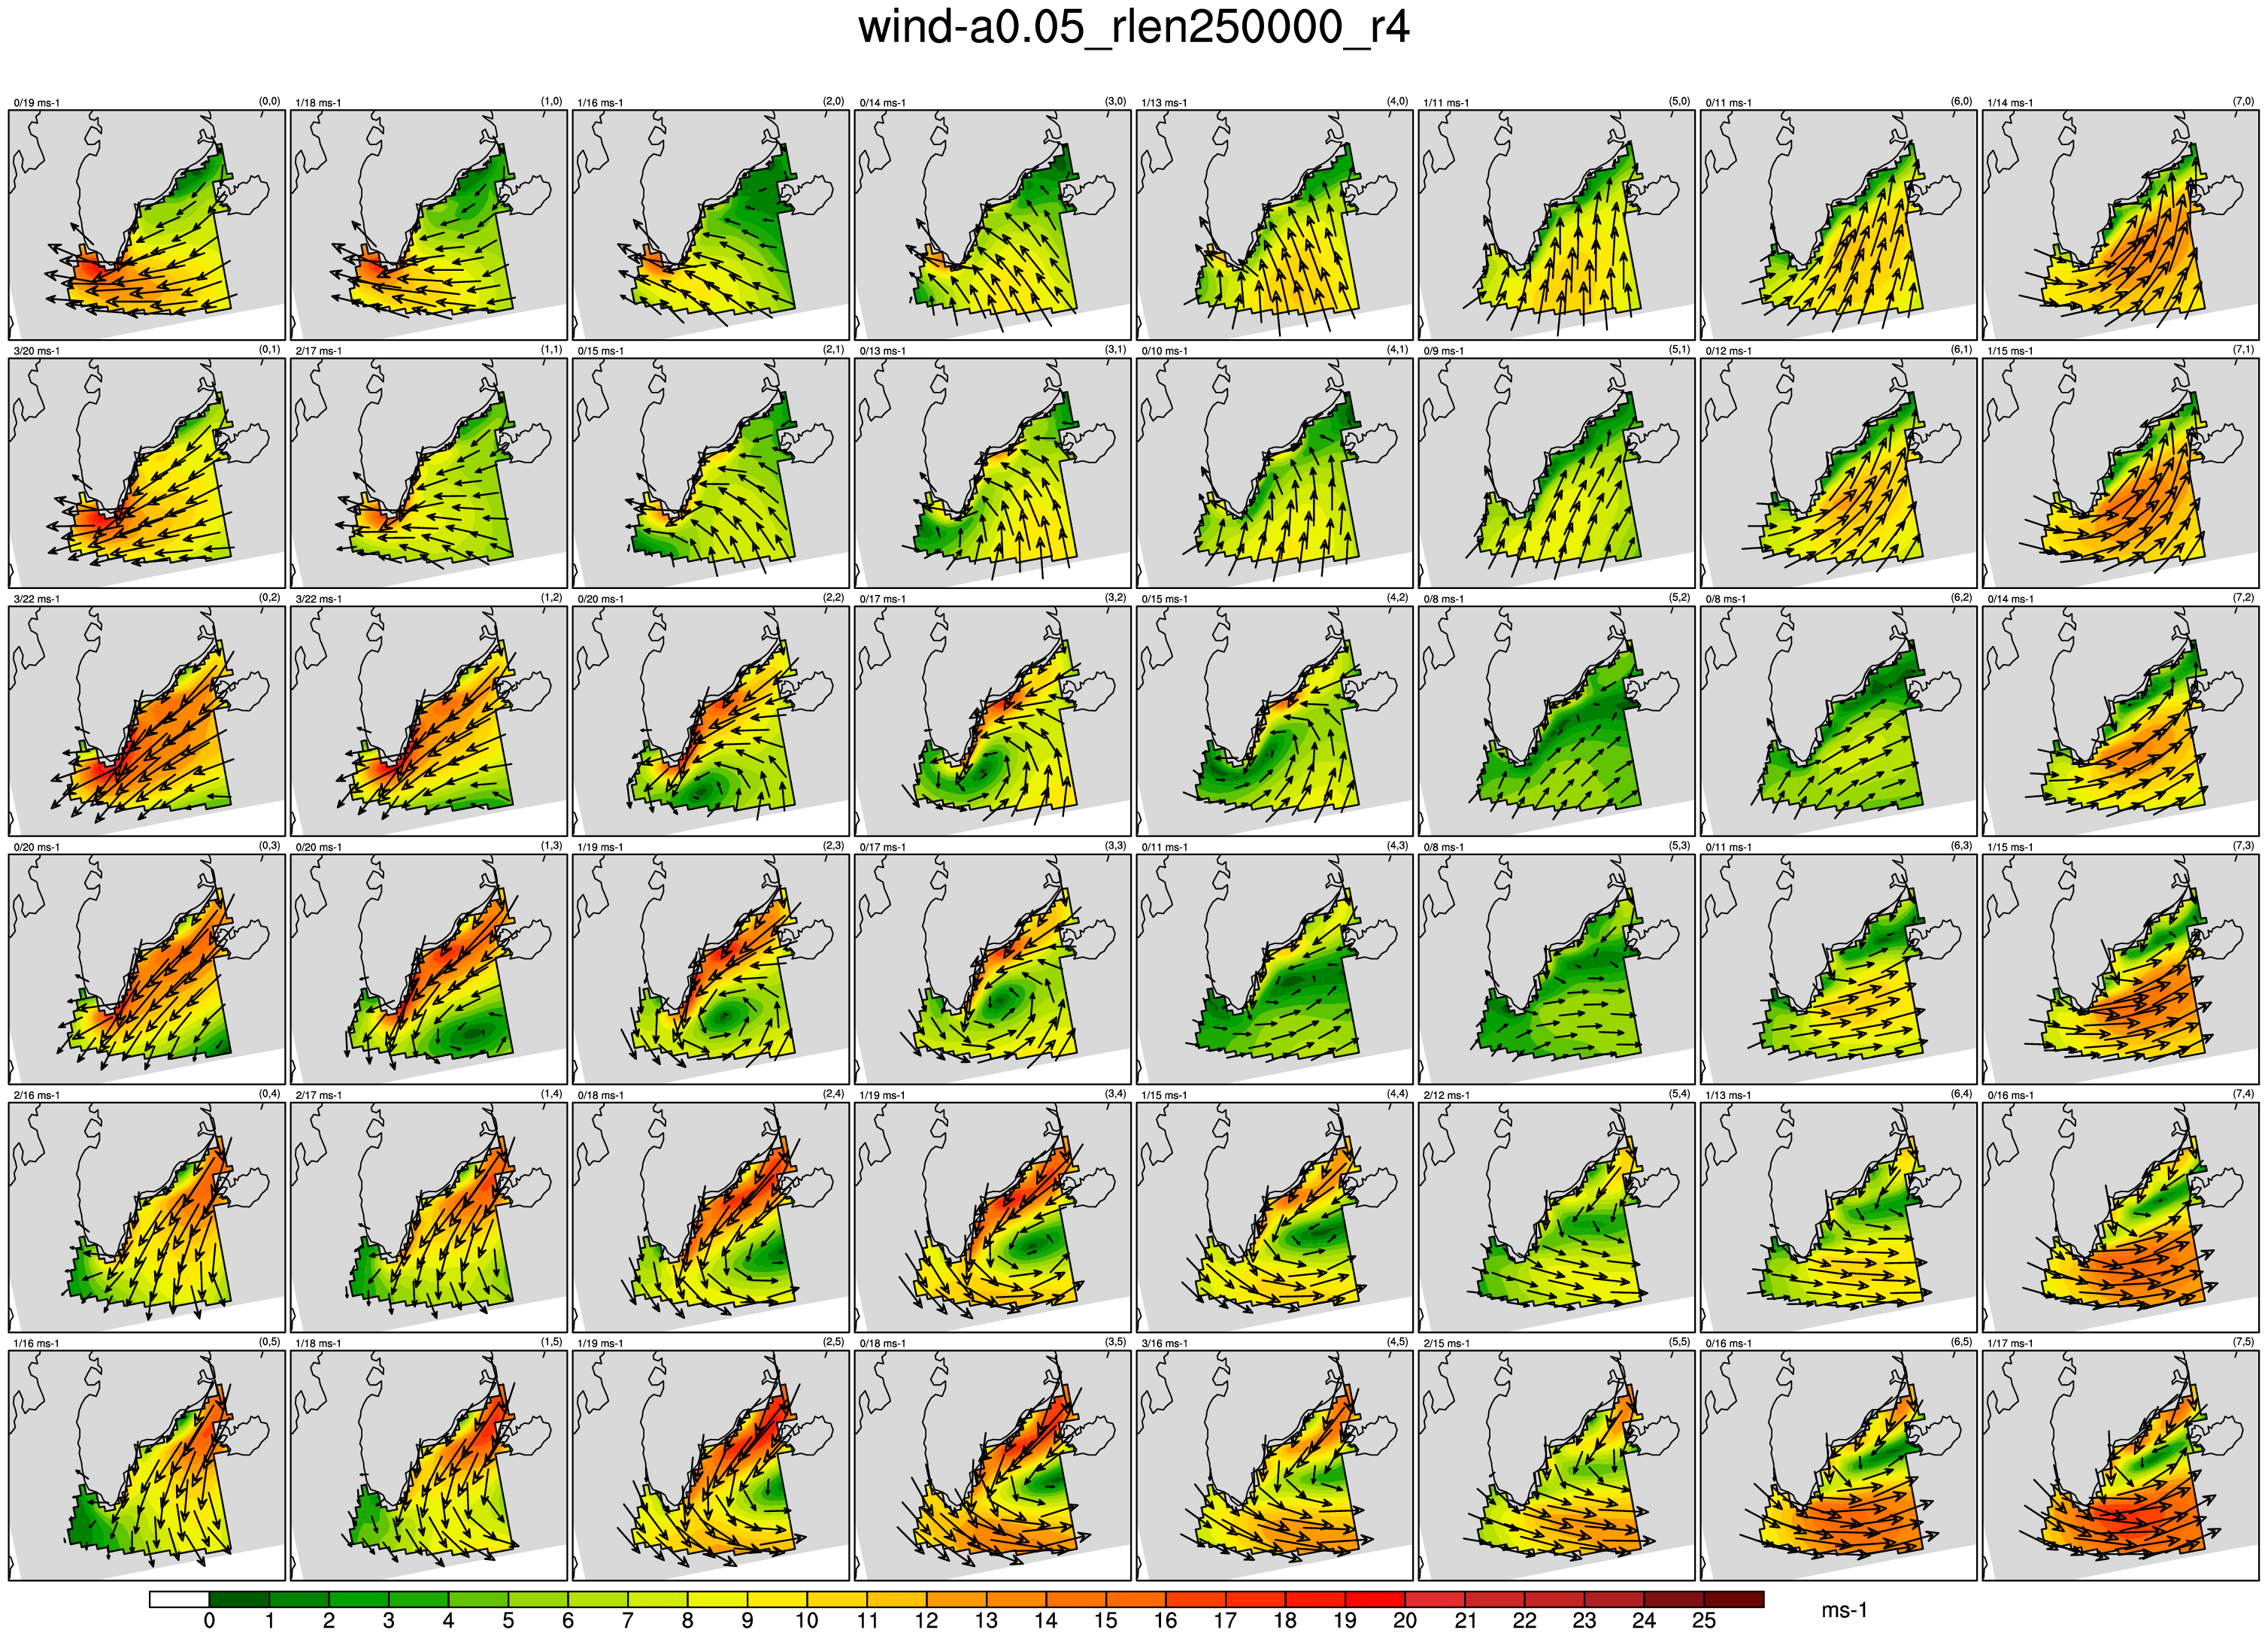 wind-a0.05_rlen250000_r4
0/19 ms-1 (0,0) 1/18 ms-1 (1,0) 1/16 ms-1 (2,0) 0/14 ms-1 (3,0) 1/13 ms-1 (4,0) 1/11 ms-1 (5,0) 0/11 ms-1 (6,0) 1/14 ms-1 (7,0)
3/20 ms-1 (0,1) 2/17 ms-1 (1,1) 0/15 ms-1 (2,1) 0/13 ms-1 (3,1) 0/10 ms-1 (4,1) 0/9 ms-1 (5,1) 0/12 ms-1 (6,1) 1/15 ms-1 (7,1)
3/22 ms-1 (0,2) 3/22 ms-1 (1,2) 0/20 ms-1 (2,2) 0/17 ms-1 (3,2) 0/15 ms-1 (4,2) 0/8 ms-1 (5,2) 0/8 ms-1 (6,2) 0/14 ms-1 (7,2)
0/20 ms-1 (0,3) 0/20 ms-1 (1,3) 1/19 ms-1 (2,3) 0/17 ms-1 (3,3) 0/11 ms-1 (4,3) 0/8 ms-1 (5,3) 0/11 ms-1 (6,3) 1/15 ms-1 (7,3)
2/16 ms-1 (0,4) 2/17 ms-1 (1,4) 0/18 ms-1 (2,4) 1/19 ms-1 (3,4) 1/15 ms-1 (4,4) 2/12 ms-1 (5,4) 1/13 ms-1 (6,4) 0/16 ms-1 (7,4)
1/16 ms-1 (0,5) 1/18 ms-1 (1,5) 1/19 ms-1 (2,5) 0/18 ms-1 (3,5) 3/16 ms-1 (4,5) 2/15 ms-1 (5,5) 0/16 ms-1 (6,5) 1/17 ms-1 (7,5)
0 1 2 3 4 5 6 7 8 9 10 11 12 13 14 15 16 17 18 19 20 21 22 23 24 25 ms-1